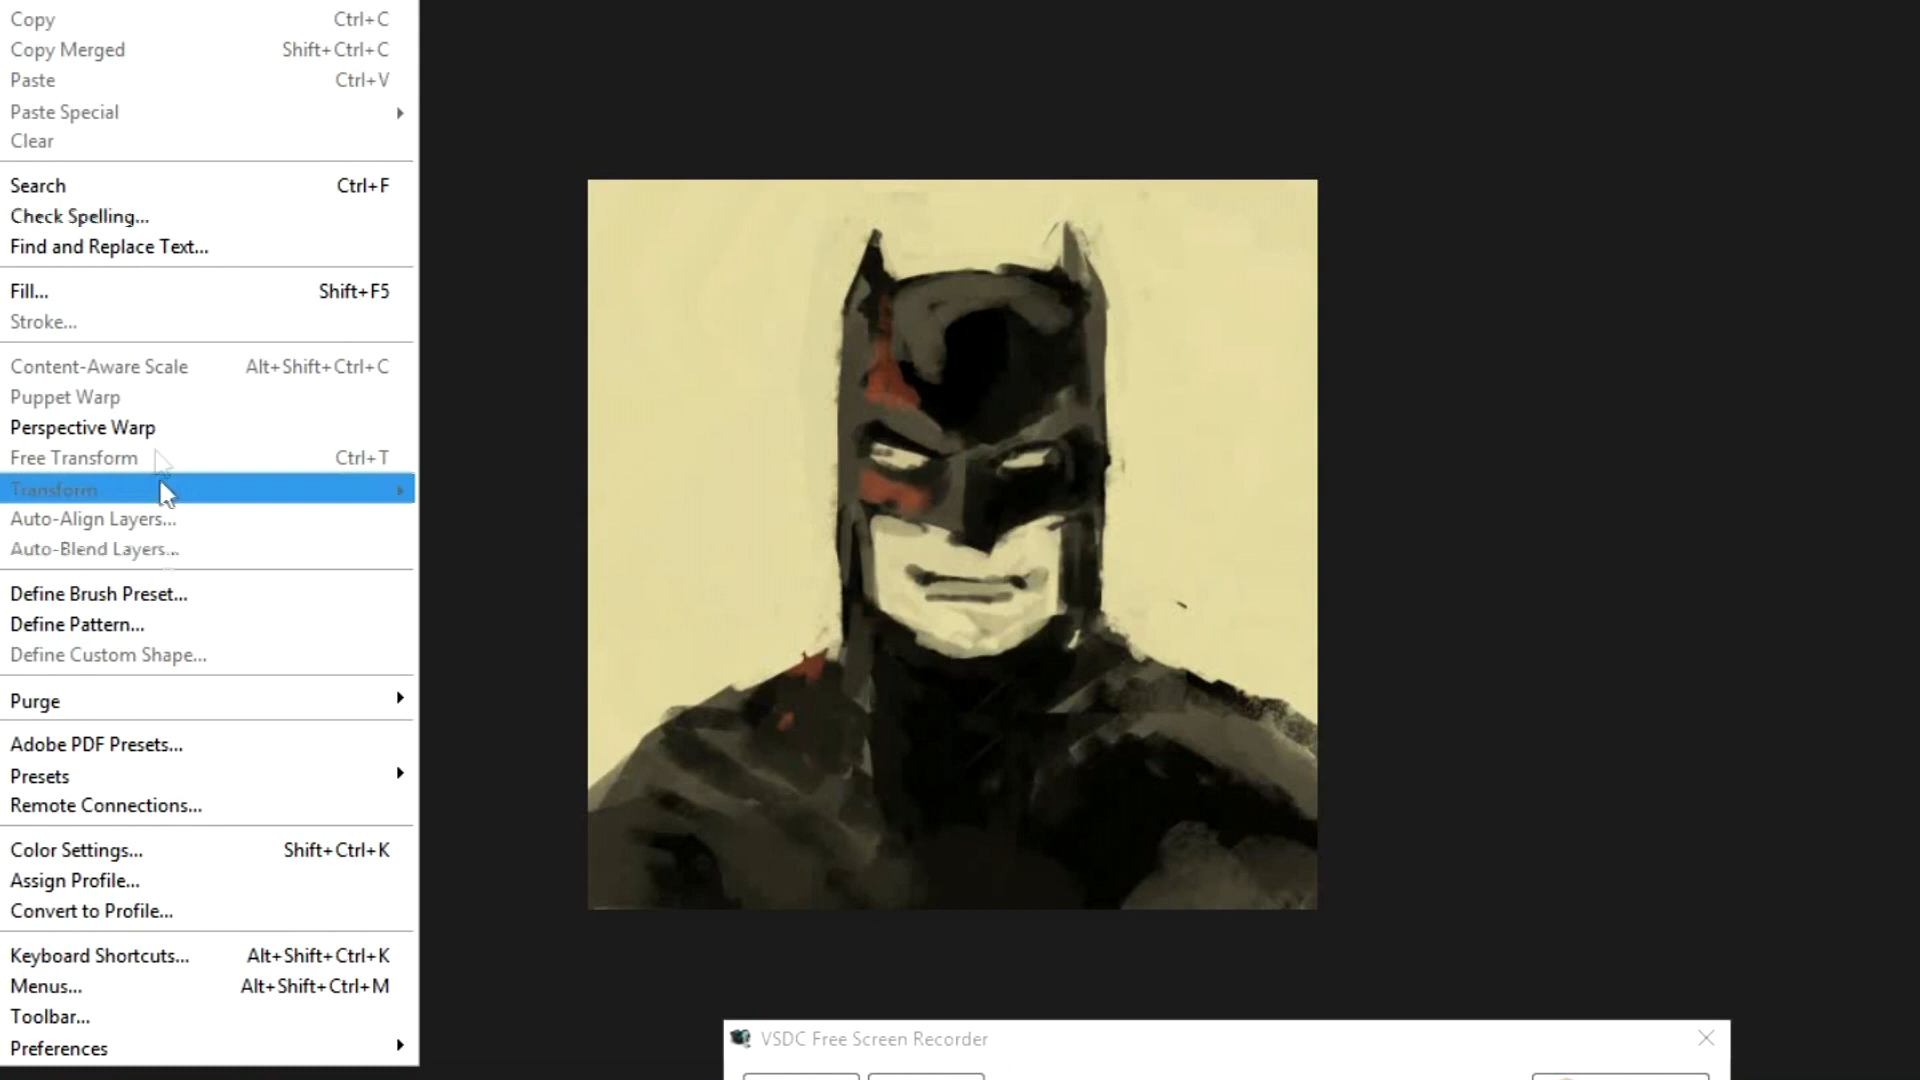 Copy Ctrl+C
Copy Merged Shift+Ctrl+C
Paste Ctrl+V
Paste Special
Clear
Search Ctrl+F
Check Spelling...
Find and Replace Text...
Fill... Shift+F5
Stroke...
Content-Aware Scale Alt+Shift+Ctrl+C
Puppet Warp
Perspective Warp
Free Transform Ctrl+T
Transform
Auto-Align Layers...
Auto-Blend Layers...
Define Brush Preset...
Define Pattern...
Define Custom Shape...
Purge
Adobe PDF Presets...
Presets
Remote Connections...
Color Settings... Shift+Ctrl+K
Assign Profile...
Convert to Profile...
Keyboard Shortcuts... Alt+Shift+Ctrl+K
Menus... Alt+Shift+Ctrl+M
Toolbar...
Preferences
VSDC Free Screen Recorder